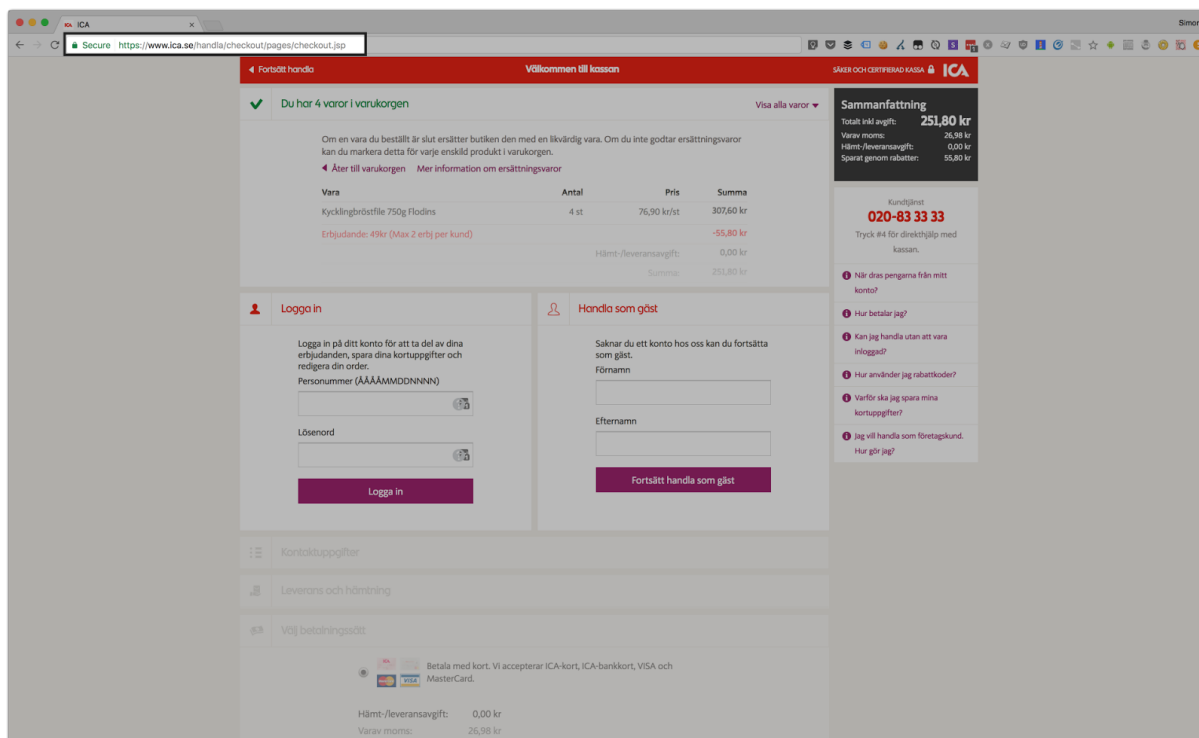 ICA
Simon
Secure https://www.ica.se/handla/checkout/pages/checkout.jsp
Fortsätt handla
Välkommen till kassan
SÄKER OCH CERTIFIERAD KASSA
ICA
Du har 4 varor i varukorgen
Visa alla varor
Om en vara du beställt är slut ersätter butiken den med en likvärdig vara. Om du inte godtar ersättningsvaror
kan du markera detta för varje enskild produkt i varukorgen.
Åter till varukorgen Mer information om ersättningsvaror
Vara Antal Pris Summa
Kycklingbröstfile 750g Flodins 4 st 76,90 kr/st 307,60 kr
Erbjudande: 49kr (Max 2 erbj per kund) -55,80 kr
Hämt-/leveransavgift: 0,00 kr
Summa: 251,80 kr
Sammanfattning
Totalt inkl avgift: 251,80 kr
Varav moms: 26,98 kr
Hämt-/leveransavgift: 0,00 kr
Sparat genom rabatter: 55,80 kr
Kundtjänst
020-83 33 33
Tryck #4 för direkthjälp med
kassan.
När dras pengarna från mitt
konto?
Hur betalar jag?
Kan jag handla utan att vara
inloggad?
Hur använder jag rabattkoder?
Varför ska jag spara mina
kortuppgifter?
Jag vill handla som företagskund.
Hur gör jag?
Logga in
Logga in på ditt konto för att ta del av dina
erbjudanden, spara dina kortuppgifter och
redigera din order.
Personummer (ÅÅÅÅMMDDNNNN)
Lösenord
Logga in
Handla som gäst
Saknar du ett konto hos oss kan du fortsätta
som gäst.
Förnamn
Efternamn
Fortsätt handla som gäst
Kontaktuppgifter
Leverans och hämtning
Välj betalningssätt
ICA
MasterCard
VISA
Betala med kort. Vi accepterar ICA-kort, ICA-bankkort, VISA och
MasterCard.
Hämt-/leveransavgift: 0,00 kr
Varav moms: 26,98 kr